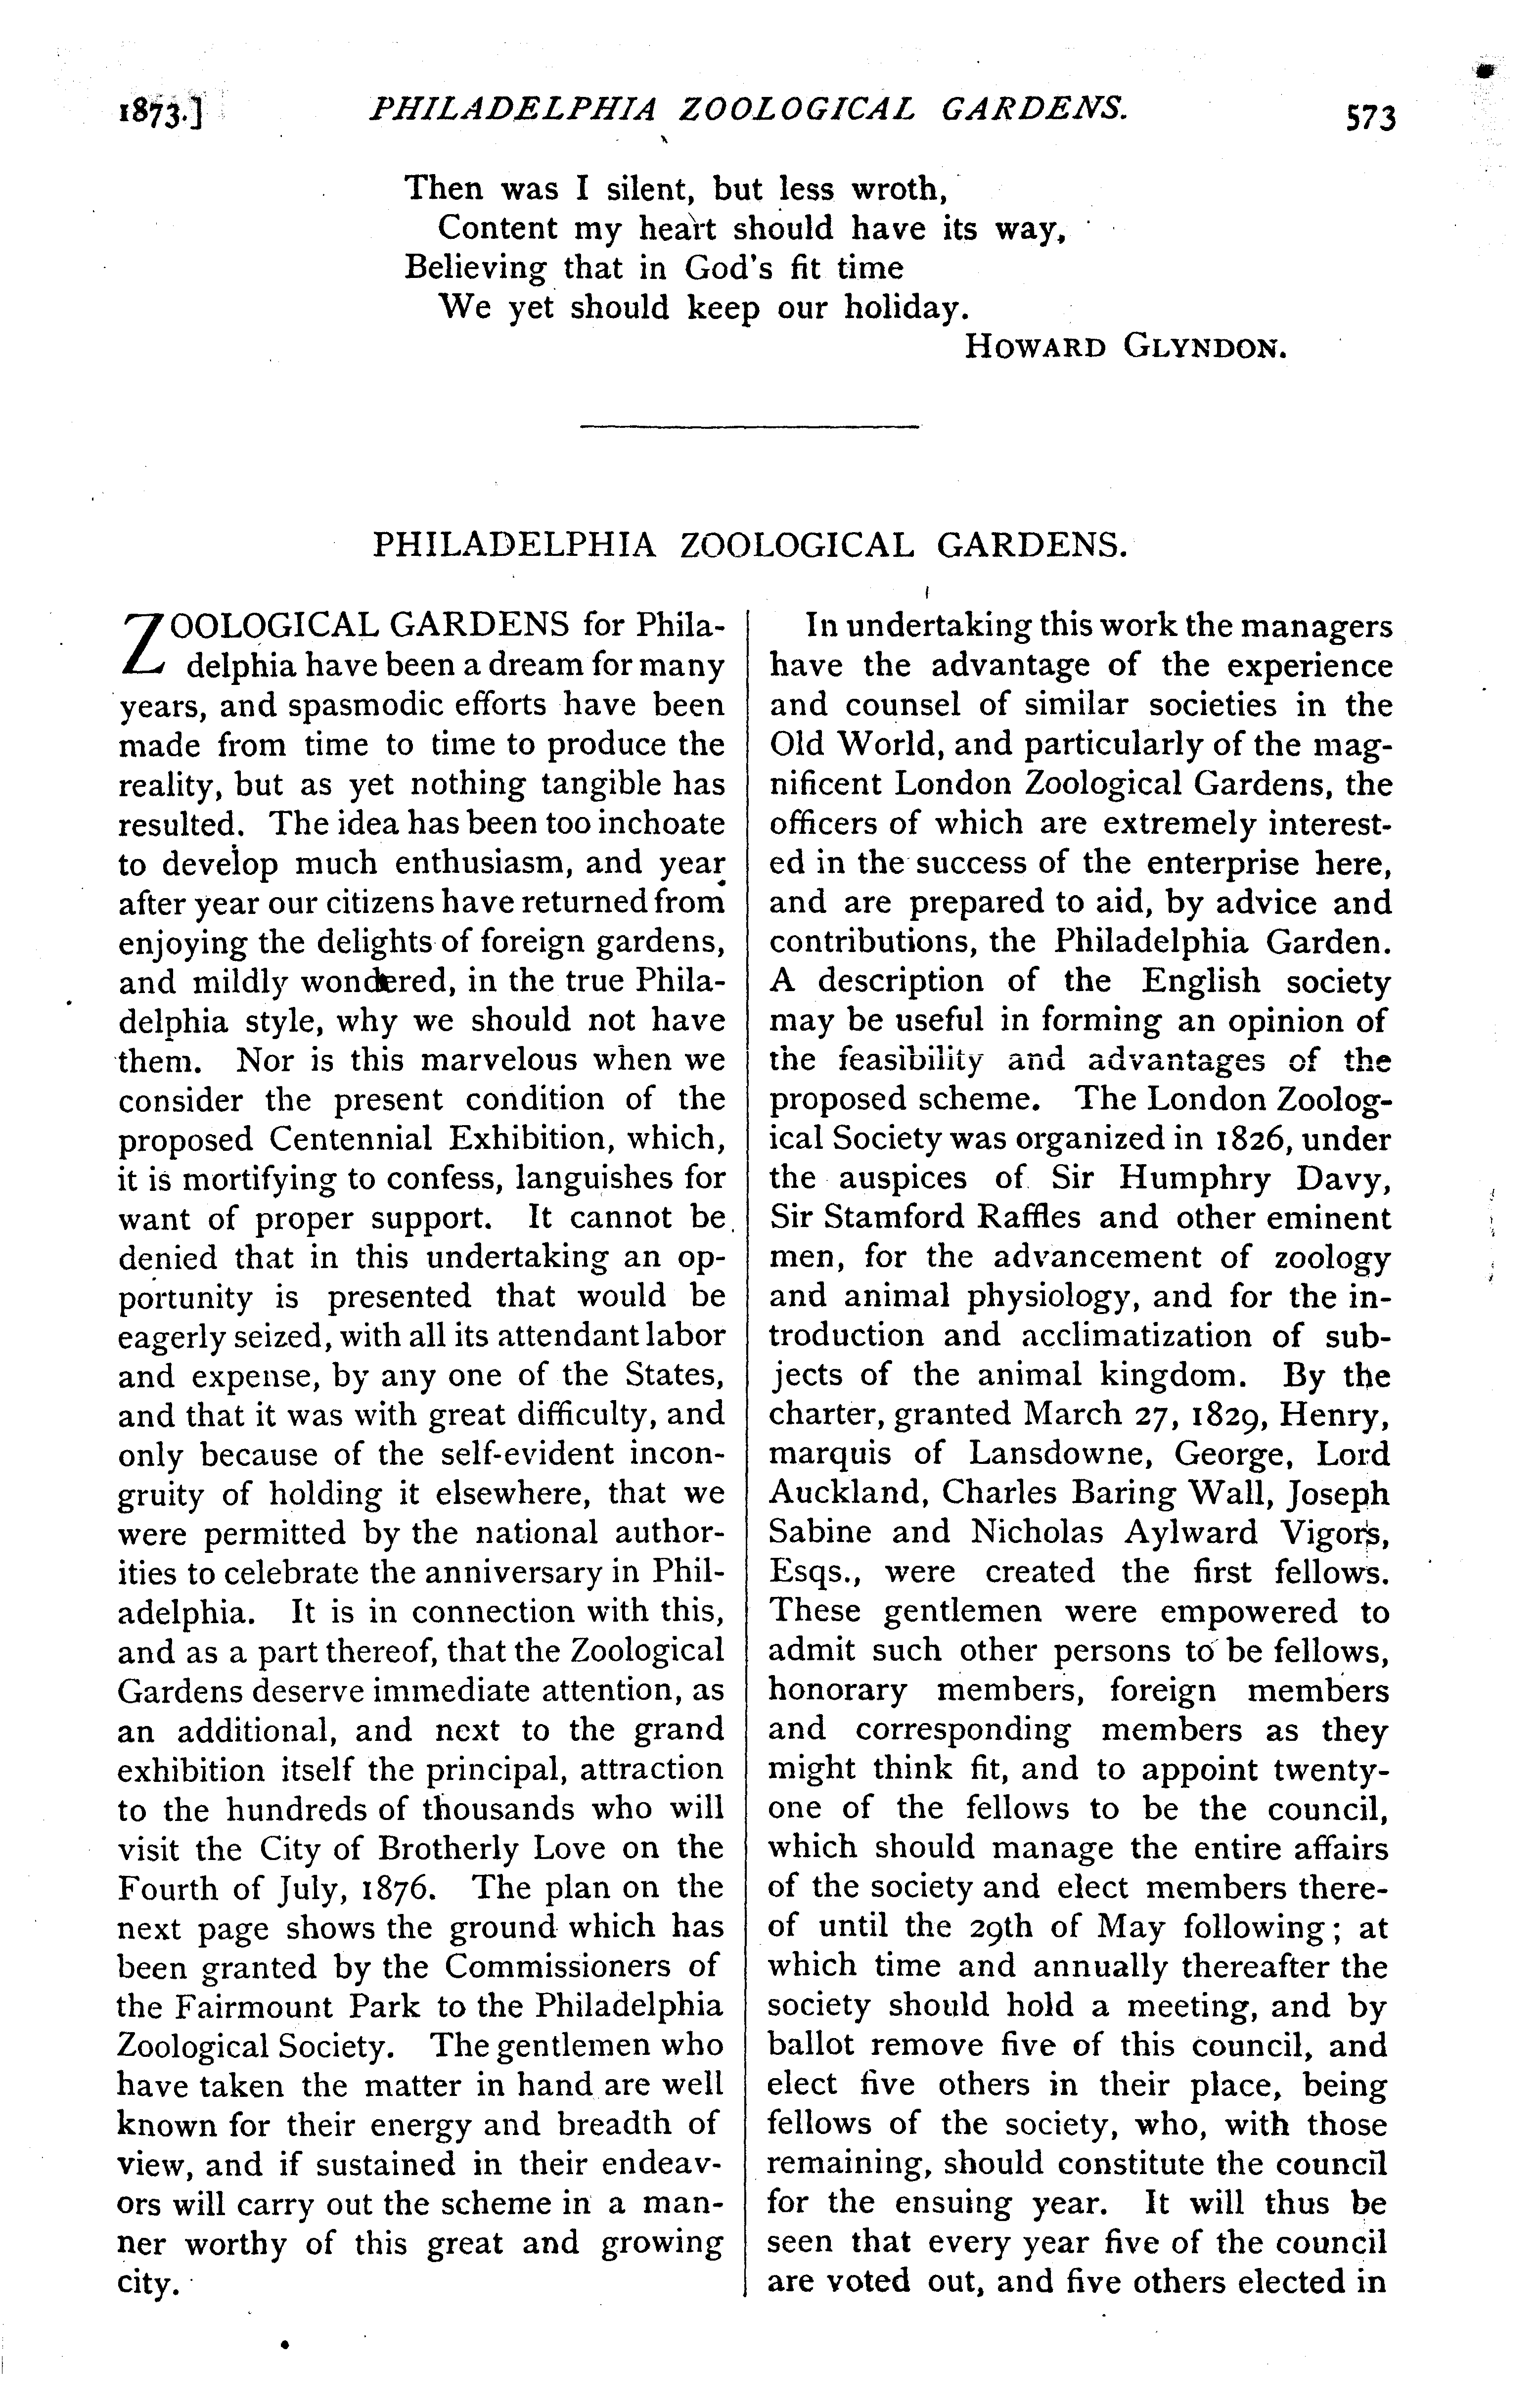 1873.] PHILADELPHIA ZOOLOGICAL GARDENS. 573
Then was I silent, but less wroth,
Content my heart should have its way,
Believing that in God's fit time
We yet should keep our holiday.
HOWARD GLYNDON.
PHILADELPHIA ZOOLOGICAL GARDENS.
ZOOLOGICAL GARDENS for Phila-
delphia have been a dream for many
years, and spasmodic efforts have been
made from time to time to produce the
reality, but as yet nothing tangible has
resulted. The idea has been too inchoate
to develop much enthusiasm, and year
after year our citizens have returned from
enjoying the delights of foreign gardens,
and mildly wondered, in the true Phila-
delphia style, why we should not have
them. Nor is this marvelous when we
consider the present condition of the
proposed Centennial Exhibition, which,
it is mortifying to confess, languishes for
want of proper support. It cannot be
denied that in this undertaking an op-
portunity is presented that would be
eagerly seized, with all its attendant labor
and expense, by any one of the States,
and that it was with great difficulty, and
only because of the self-evident incon-
gruity of holding it elsewhere, that we
were permitted by the national author-
ities to celebrate the anniversary in Phil-
adelphia. It is in connection with this,
and as a part thereof, that the Zoological
Gardens deserve immediate attention, as
an additional, and next to the grand
exhibition itself the principal, attraction
to the hundreds of thousands who will
visit the City of Brotherly Love on the
Fourth of July, 1876. The plan on the
next page shows the ground which has
been granted by the Commissioners of
the Fairmount Park to the Philadelphia
Zoological Society. The gentlemen who
have taken the matter in hand are well
known for their energy and breadth of
view, and if sustained in their endeav-
ors will carry out the scheme in a man-
ner worthy of this great and growing
city.
In undertaking this work the managers
have the advantage of the experience
and counsel of similar societies in the
Old World, and particularly of the mag-
nificent London Zoological Gardens, the
officers of which are extremely interest-
ed in the success of the enterprise here,
and are prepared to aid, by advice and
contributions, the Philadelphia Garden.
A description of the English society
may be useful in forming an opinion of
the feasibility and advantages of the
proposed scheme. The London Zoolog-
ical Society was organized in 1826, under
the auspices of Sir Humphry Davy,
Sir Stamford Raffles and other eminent
men, for the advancement of zoology
and animal physiology, and for the in-
troduction and acclimatization of sub-
jects of the animal kingdom. By the
charter, granted March 27, 1829, Henry,
marquis of Lansdowne, George, Lord
Auckland, Charles Baring Wall, Joseph
Sabine and Nicholas Aylward Vigors,
Esqs., were created the first fellows.
These gentlemen were empowered to
admit such other persons to be fellows,
honorary members, foreign members
and corresponding members as they
might think fit, and to appoint twenty-
one of the fellows to be the council,
which should manage the entire affairs
of the society and elect members there-
of until the 29th of May following; at
which time and annually thereafter the
society should hold a meeting, and by
ballot remove five of this council, and
elect five others in their place, being
fellows of the society, who, with those
remaining, should constitute the council
for the ensuing year. It will thus be
seen that every year five of the council
are voted out, and five others elected in